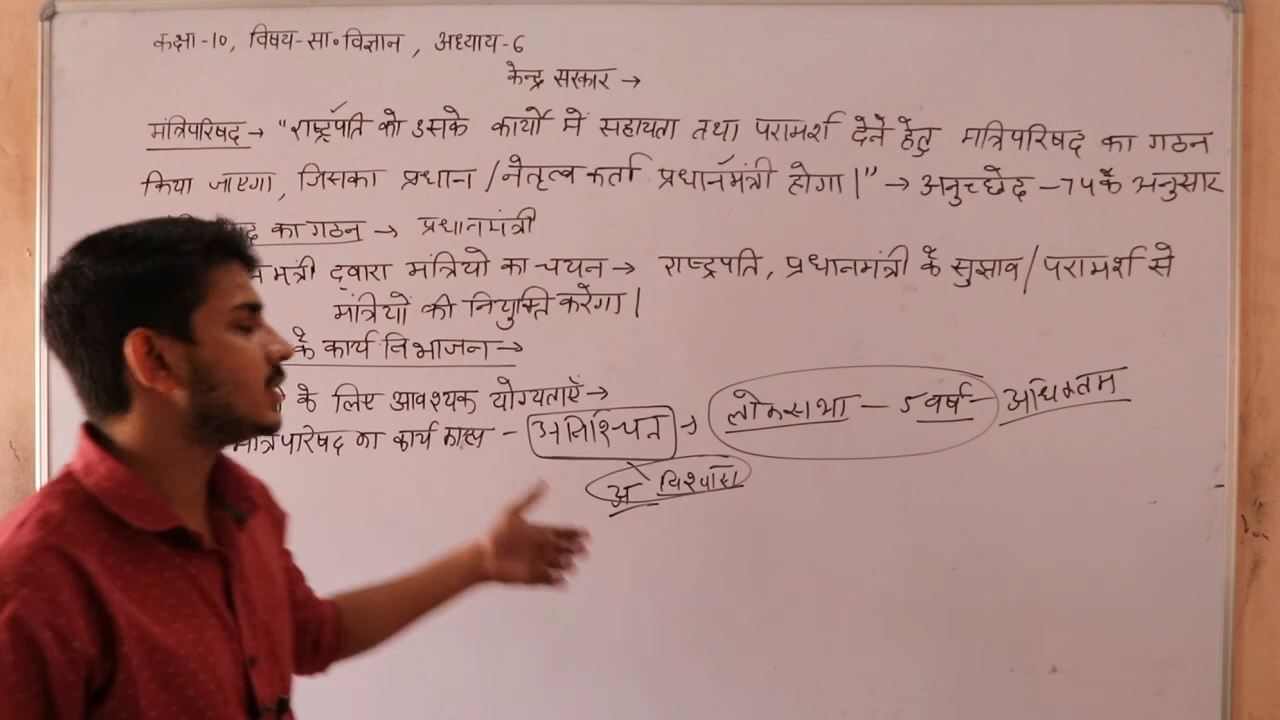 कक्षा-10, विषय-सा॰विज्ञान, अध्याय-6
केन्द्र सरकार →
मंत्रिपरिषद → "राष्ट्रपति को उसके कार्यों में सहायता तथा परामर्श देने हेतु मंत्रिपरिषद का गठन
किया जाएगा, जिसका प्रधान/नेतृत्व कर्ता प्रधानमंत्री होगा।" → अनुच्छेद -74 के अनुसार
का गठन → प्रधानमंत्री
मंत्री द्वारा मंत्रियो का चयन → राष्ट्रपति, प्रधानमंत्री के सुझाव/परामर्श से
मंत्रियों की नियुक्ति करेगा।
के कार्य विभाजन →
के लिए आवश्यक योग्यताएँ →
मंत्रिपरिषद का कार्य काल - अनिश्चित → लोकसभा - 5 वर्ष - अधिकतम
अविश्वास